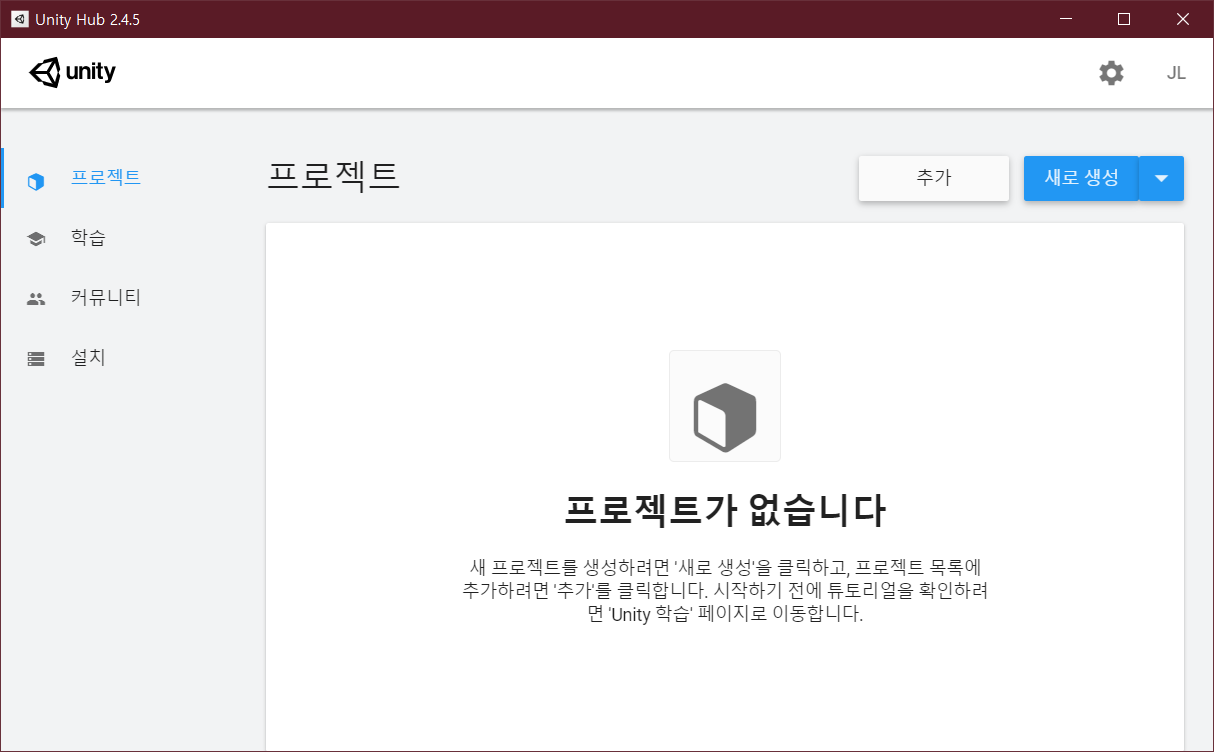 Unity Hub 2.4.5
unity
JL
프로젝트
학습
커뮤니티
설치
프로젝트
추가
새로 생성
프로젝트가 없습니다
새 프로젝트를 생성하려면 '새로 생성'을 클릭하고, 프로젝트 목록에
추가하려면 '추가'를 클릭합니다. 시작하기 전에 튜토리얼을 확인하려
면 'Unity 학습' 페이지로 이동합니다.